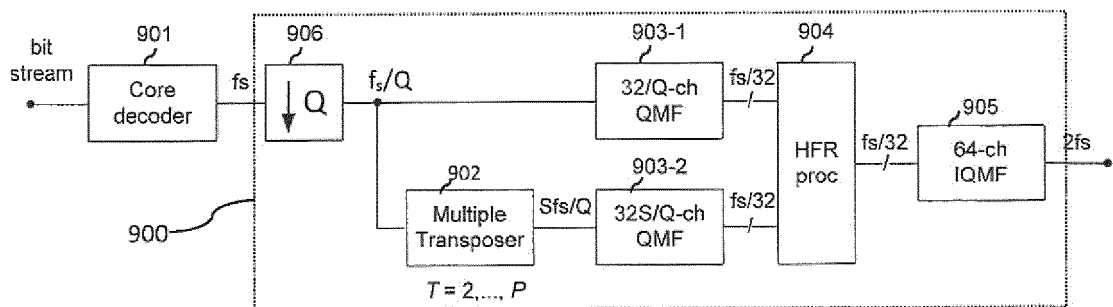 bit
stream
901
Core
decoder
fs
906
↓ Q
fs/Q
903-1
32/Q-ch
QMF
fs/32
904
HFR
proc
902
Multiple
Transposer
T = 2,..., P
Sfs/Q
903-2
32S/Q-ch
QMF
fs/32
fs/32
905
64-ch
IQMF
2fs
900